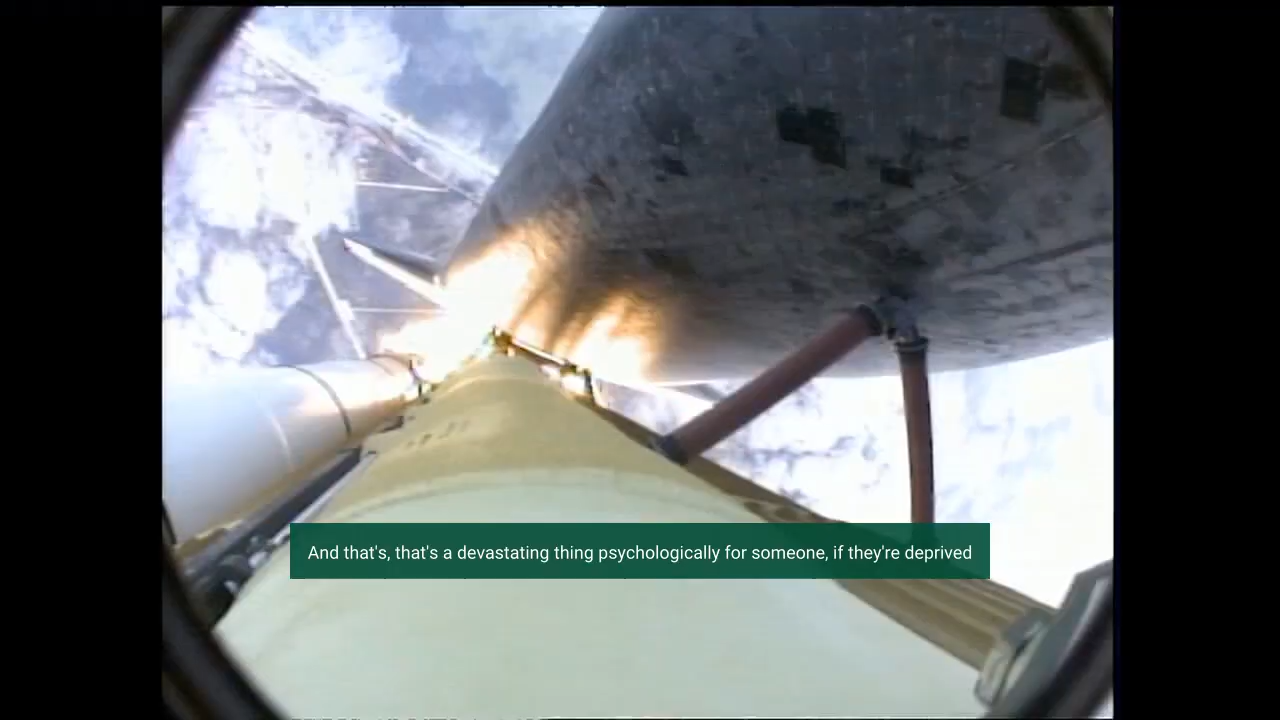 And that's, that's a devastating thing psychologically for someone, if they're deprived